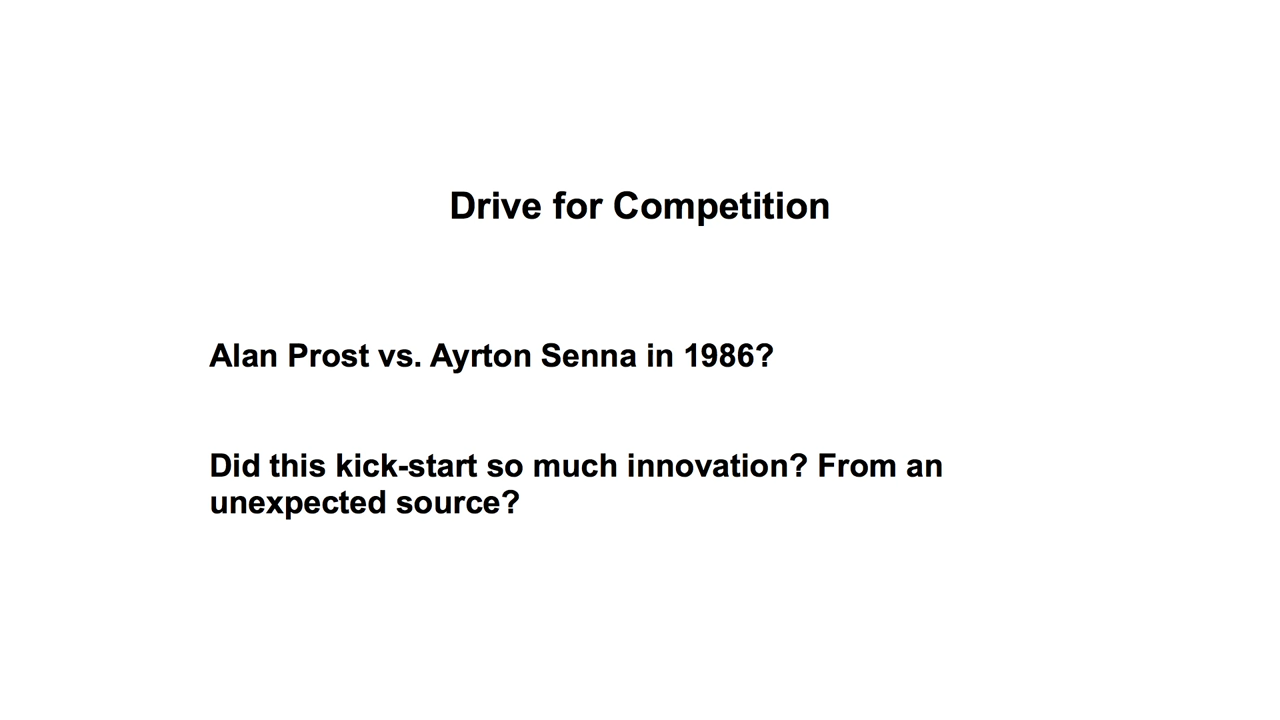 Drive for Competition
Alan Prost vs. Ayrton Senna in 1986?
Did this kick-start so much innovation? From an
unexpected source?